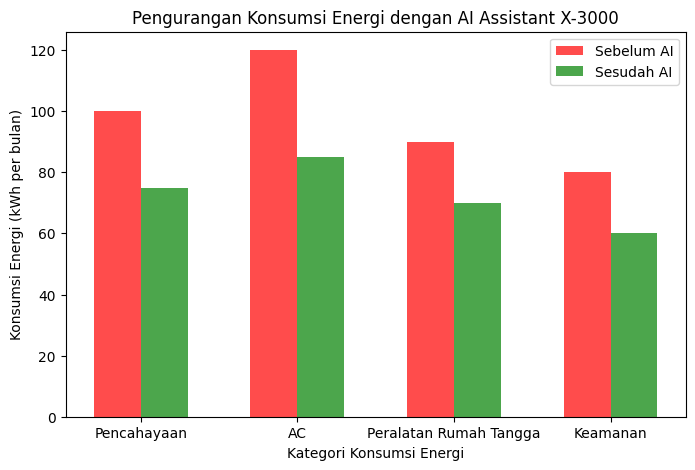 Pengurangan Konsumsi Energi dengan AI Assistant X-3000
Sebelum AI
Sesudah AI
Konsumsi Energi (kWh per bulan)
120
100
80
60
40
20
0
Pencahayaan
AC
Peralatan Rumah Tangga
Keamanan
Kategori Konsumsi Energi